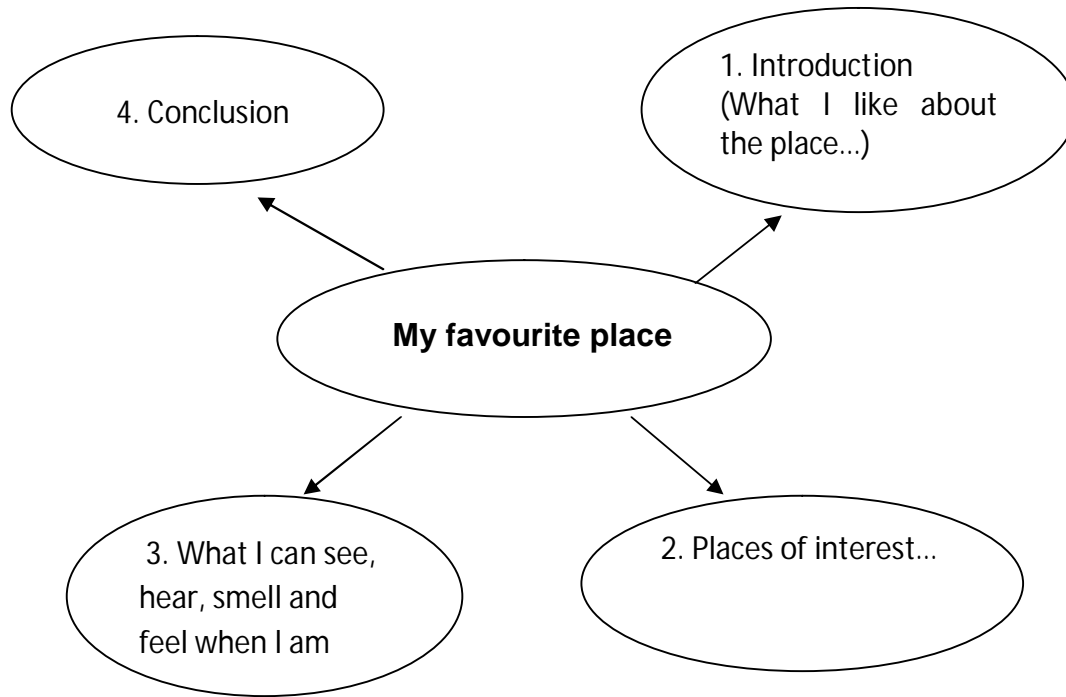 1. Introduction
(What I like about
the place...)
4. Conclusion
My favourite place
3. What I can see,
hear, smell and
feel when I am
2. Places of interest...